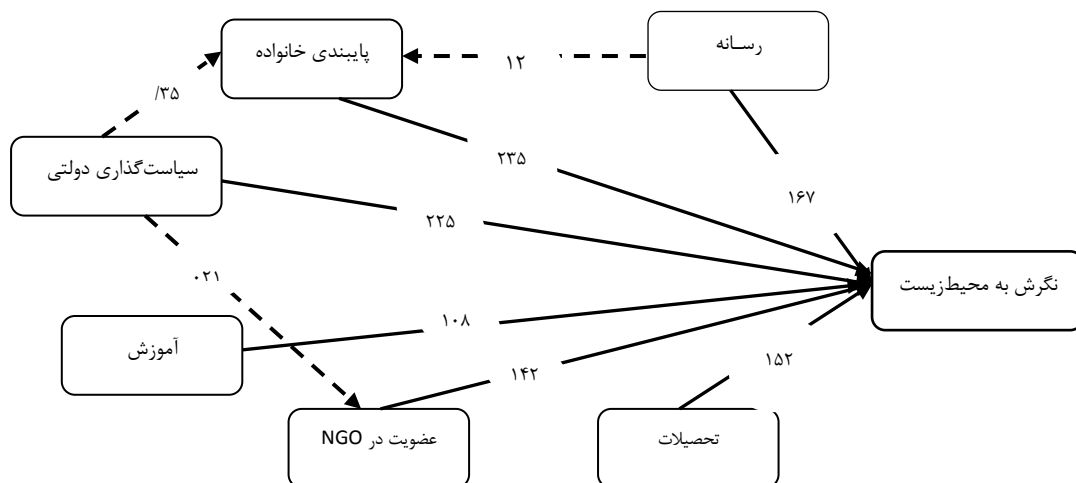 رسانه
پایبندی خانواده
۱۲
/۳۵
سیاست‌گذاری دولتی
۲۳۵
۱۶۷
۲۲۵
۰۲۱
نگرش به محیط‌زیست
۱۰۸
آموزش
۱۵۲
۱۴۲
تحصیلات
عضویت در NGO